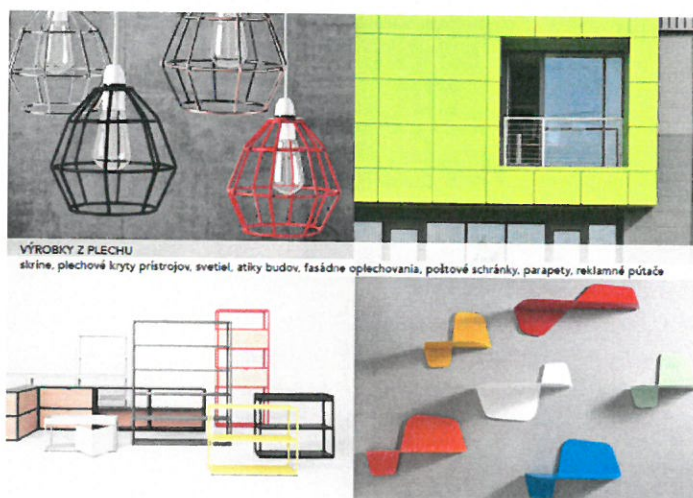 VÝROBKY Z PLECHU
skrine, plechové kryty prístrojov, svetiel, atiky budov, fasádne oplechovania, poštové schránky, parapety, reklamné pútače